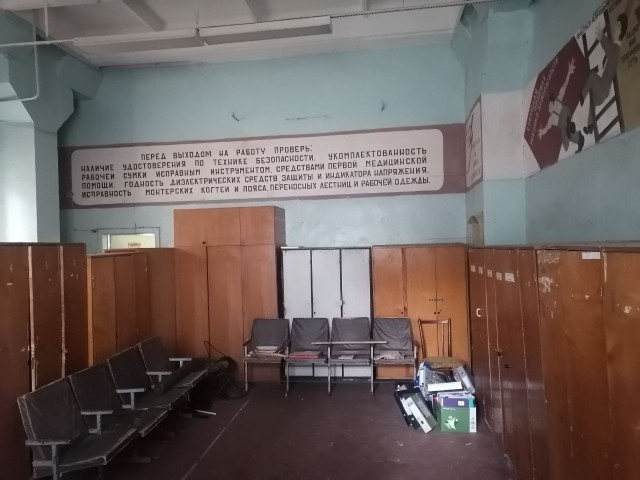 ПЕРЕД ВЫХОДОМ НА РАБОТУ ПРОВЕРЬ:
НАЛИЧИЕ УДОСТОВЕРЕНИЯ ПО ТЕХНИКЕ БЕЗОПАСНОСТИ, УКОМПЛЕКТОВАННОСТЬ
РАБОЧЕЙ СУМКИ ИСПРАВНЫМ ИНСТРУМЕНТОМ, СРЕДСТВАМИ ПЕРВОЙ МЕДИЦИНСКОЙ
ПОМОЩИ, ГОДНОСТЬ ДИЭЛЕКТРИЧЕСКИХ СРЕДСТВ ЗАЩИТЫ И ИНДИКАТОРА НАПРЯЖЕНИЯ,
ИСПРАВНОСТЬ МОНТЕРСКИХ КОГТЕЙ И ПОЯСА, ПЕРЕНОСНЫХ ЛЕСТНИЦ И РАБОЧЕЙ ОДЕЖДЫ.